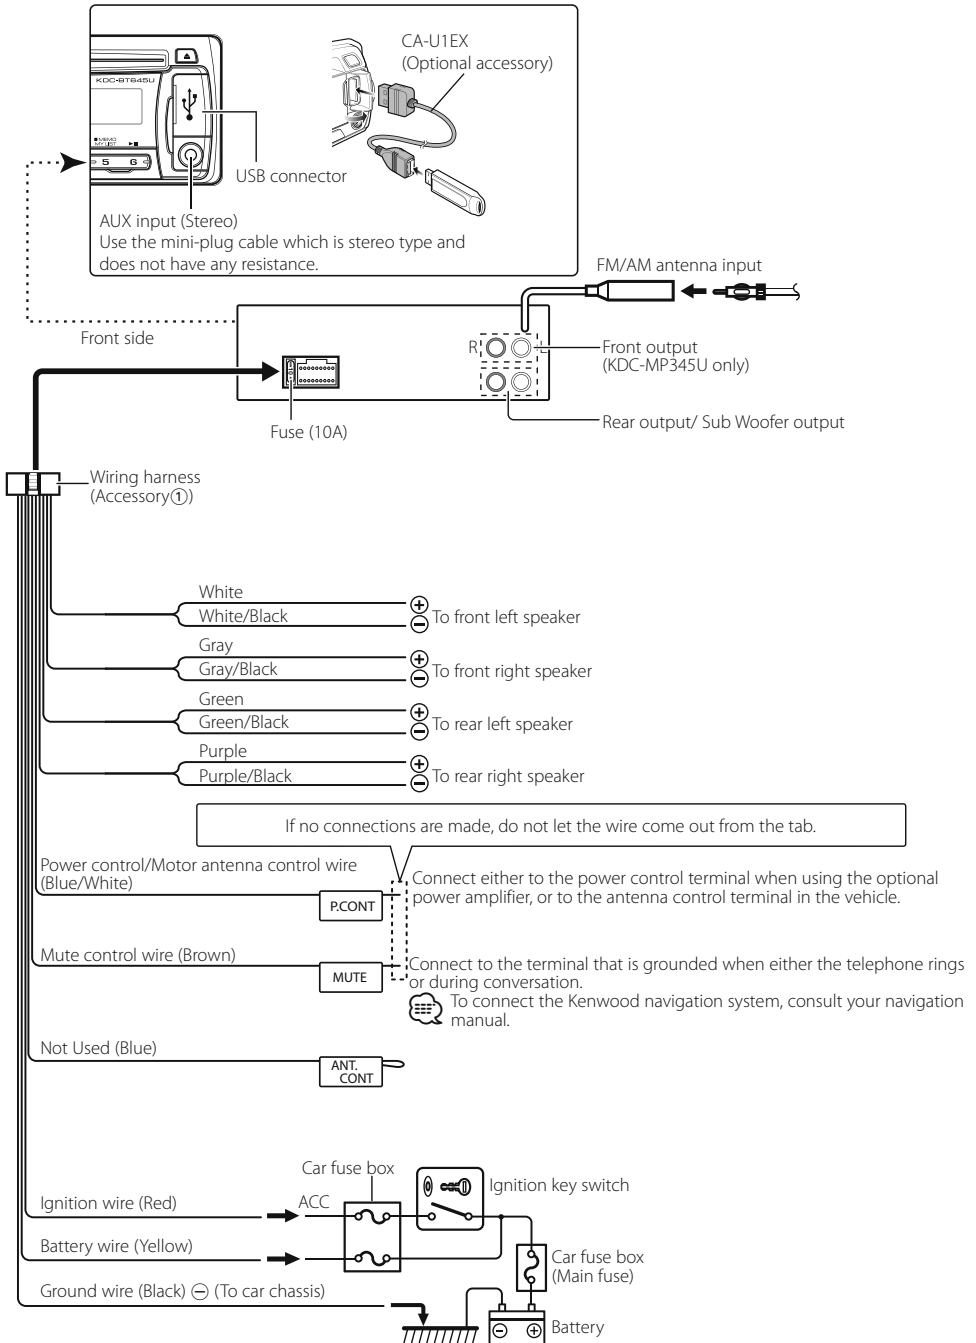 CA-U1EX
(Optional accessory)
KDC-BT645U
■MEMO
MY LIST
5 6
USB connector
AUX input (Stereo)
Use the mini-plug cable which is stereo type and
does not have any resistance.
FM/AM antenna input
Front side
R
L
Front output
(KDC-MP345U only)
Rear output/ Sub Woofer output
Fuse (10A)
Wiring harness
(Accessory①)
White
White/Black
To front left speaker
Gray
Gray/Black
To front right speaker
Green
Green/Black
To rear left speaker
Purple
Purple/Black
To rear right speaker
If no connections are made, do not let the wire come out from the tab.
Power control/Motor antenna control wire
(Blue/White)
P.CONT
Connect either to the power control terminal when using the optional
power amplifier, or to the antenna control terminal in the vehicle.
Mute control wire (Brown)
MUTE
Connect to the terminal that is grounded when either the telephone rings
or during conversation.
To connect the Kenwood navigation system, consult your navigation
manual.
Not Used (Blue)
ANT.
CONT
Car fuse box
Ignition key switch
Ignition wire (Red)
ACC
Battery wire (Yellow)
Car fuse box
(Main fuse)
Ground wire (Black) ⊖ (To car chassis)
Battery